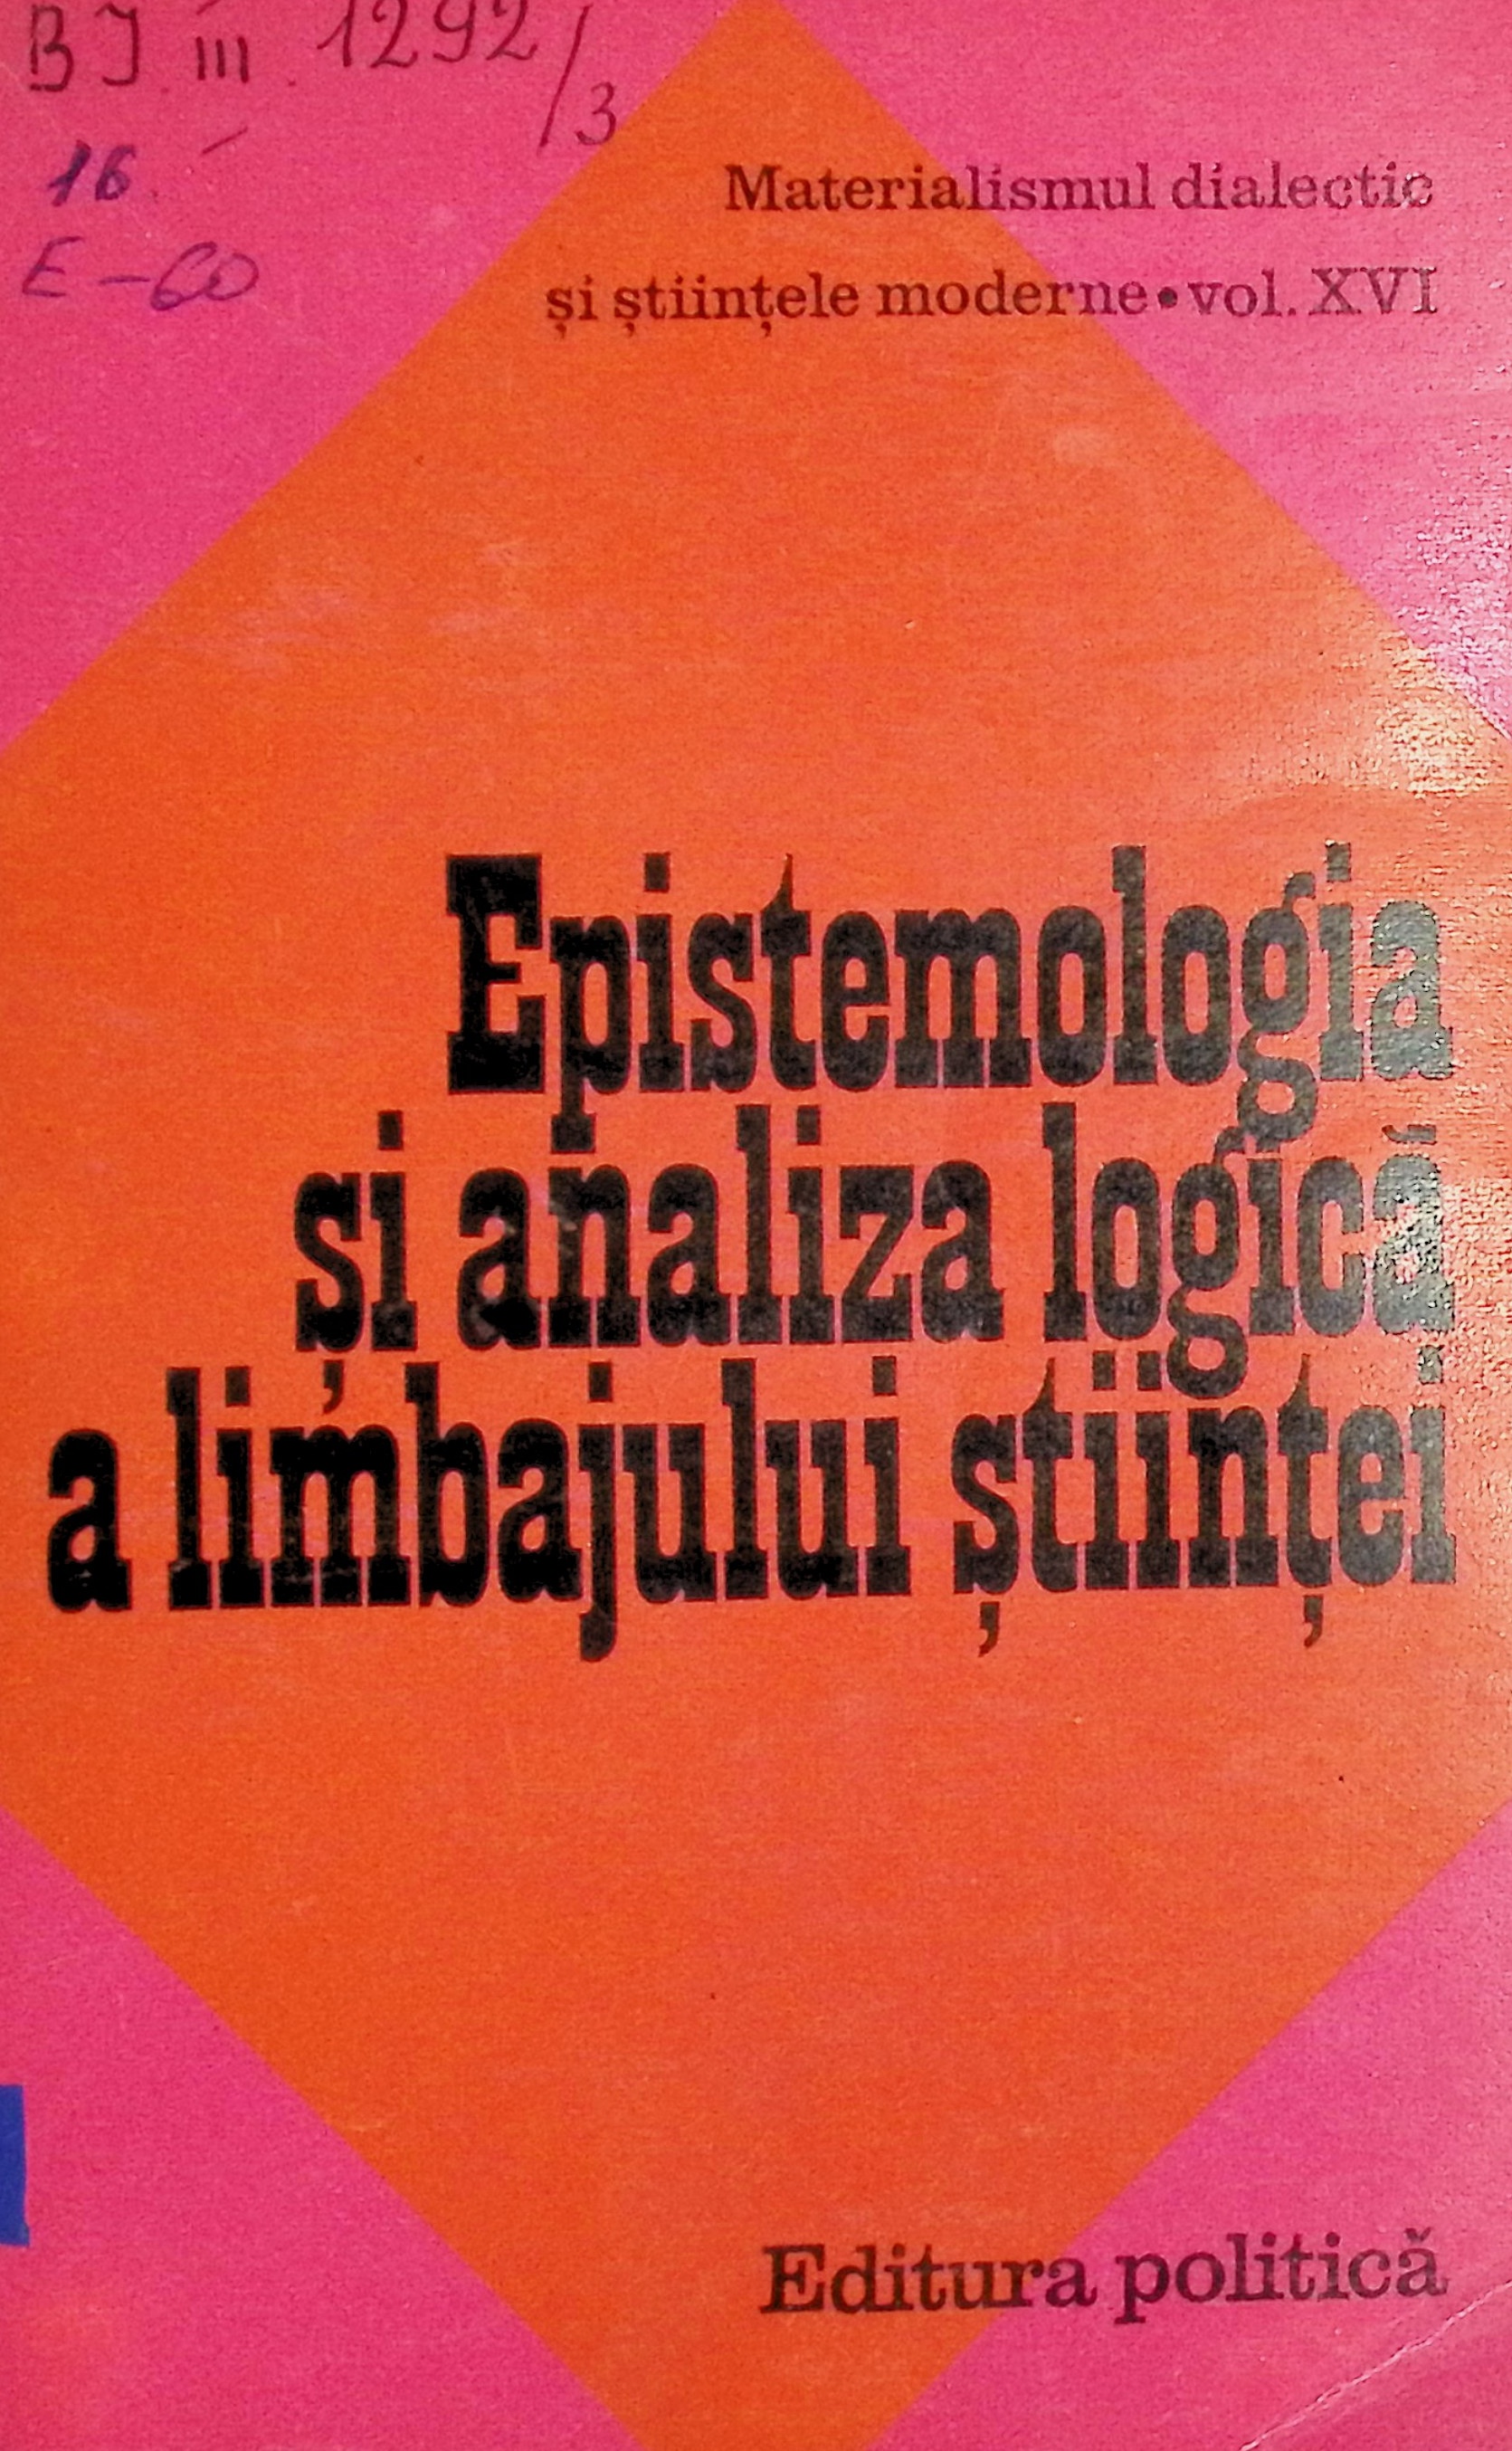 BJ III 1292/3
16
E-60
Materialismul dialectic
și științele moderne • vol. XVI
Epistemologia
și analiza logică
a limbajului științei
Editura politică